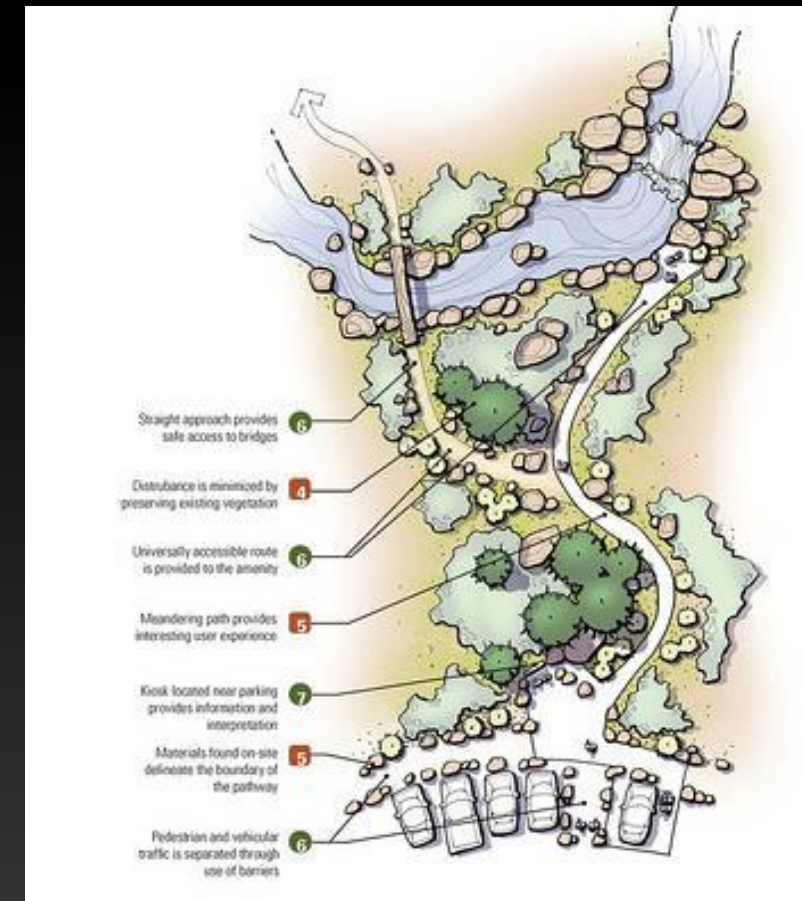 Straight approach provides
safe access to bridges
6
Distrubance is minimized by
preserving existing vegetation
4
Universally accessible route
is provided to the amenity
6
Meandering path provides
interesting user experience
5
Kiosk located near parking
provides information and
interpretation
7
Materials found on-site
delineate the boundary of
the pathway
5
Pedestrian and vehicular
traffic is separated through
use of barriers
6